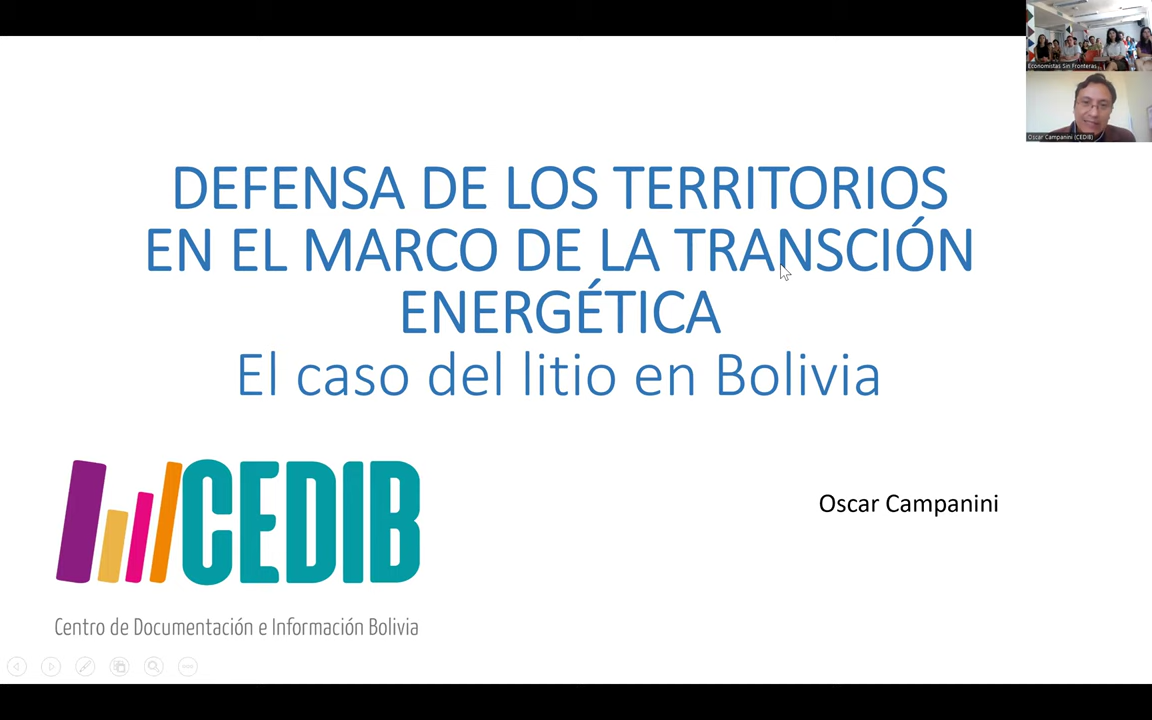 Economistas Sin Fronteras
Oscar Campanini (CEDIB)
DEFENSA DE LOS TERRITORIOS
EN EL MARCO DE LA TRANSCIÓN
ENERGÉTICA
El caso del litio en Bolivia
CEDIB
Oscar Campanini
Centro de Documentación e Información Bolivia